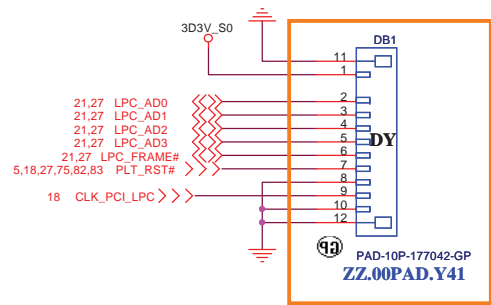 3D3V_S0
DB1
11
1
21,27 LPC_AD0 2
21,27 LPC_AD1 3
21,27 LPC_AD2 4
21,27 LPC_AD3 5
DY
21,27 LPC_FRAME# 6
5,18,27,75,82,83 PLT_RST# 7
8
18 CLK_PCI_LPC 9
10
12
GP
PAD-10P-177042-GP
ZZ.00PAD.Y41